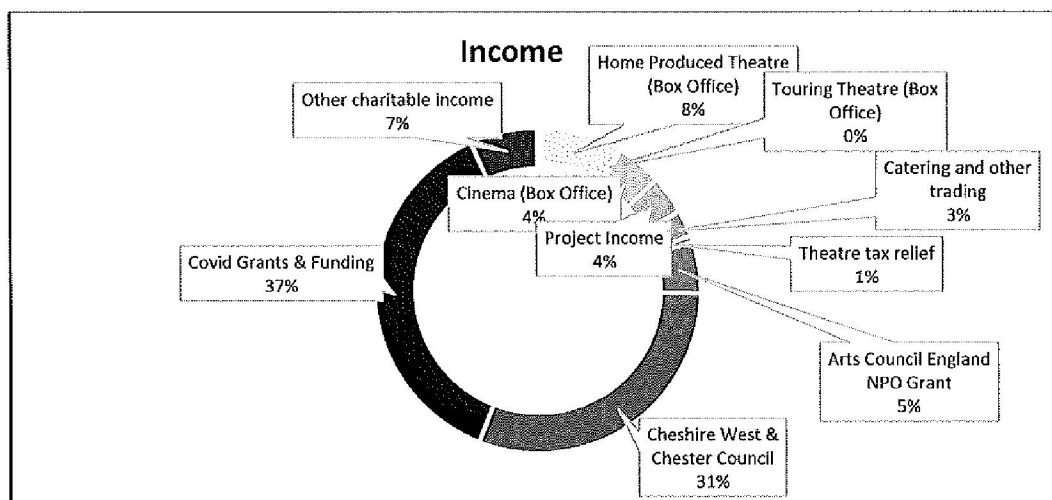 Income
Home Produced Theatre
(Box Office)
8%
Touring Theatre (Box
Office)
0%
Other charitable income
7%
Catering and other
trading
3%
Cinema (Box Office)
4%
Project Income
4%
Theatre tax relief
1%
Covid Grants & Funding
37%
Arts Council England
NPO Grant
5%
Cheshire West &
Chester Council
31%